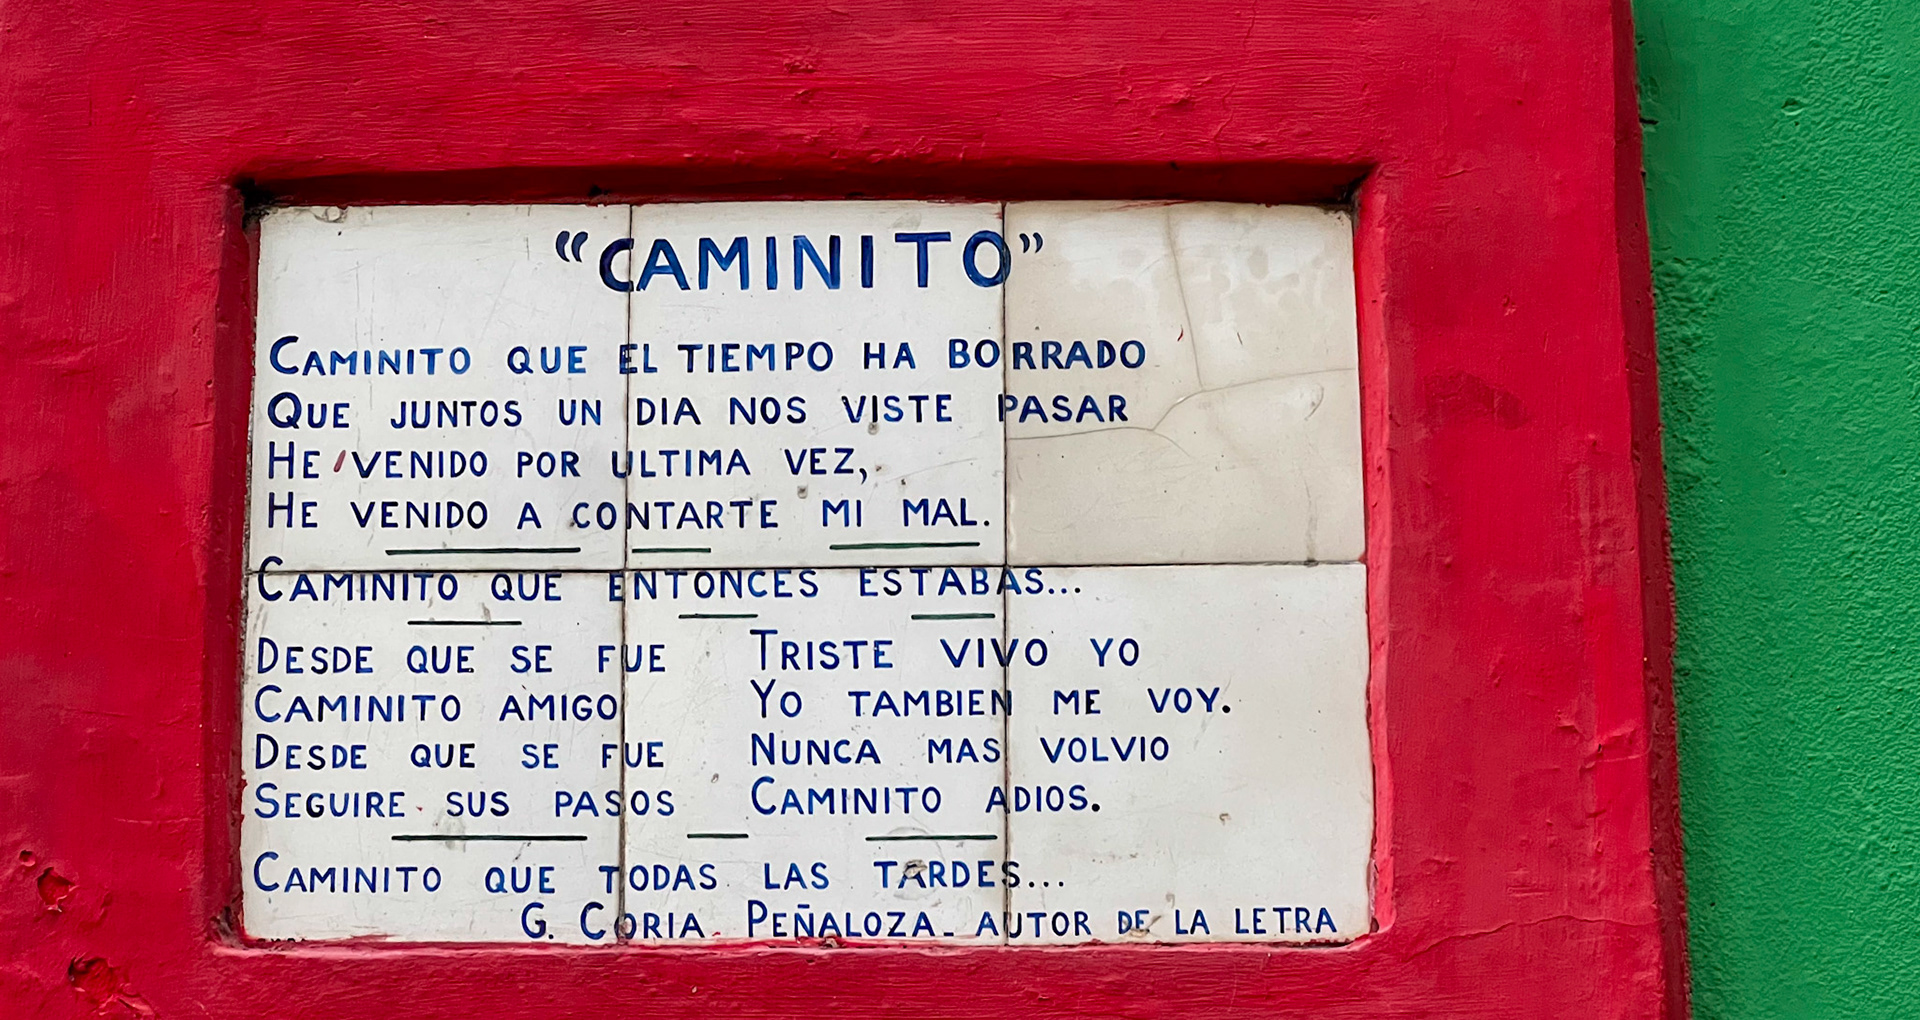 "CAMINITO"
CAMINITO QUE EL TIEMPO HA BORRADO
QUE JUNTOS UN DIA NOS VISTE PASAR
HE VENIDO POR ULTIMA VEZ,
HE VENIDO A CONTARTE MI MAL.
CAMINITO QUE ENTONCES ESTABAS...
DESDE QUE SE FUE
CAMINITO AMIGO
DESDE QUE SE FUE
SEGUIRE SUS PASOS
TRISTE VIVO YO
YO TAMBIEN ME VOY.
NUNCA MAS VOLVIO
CAMINITO ADIOS.
CAMINITO QUE TODAS LAS TARDES...
G. CORIA PEÑALOZA - AUTOR DE LA LETRA